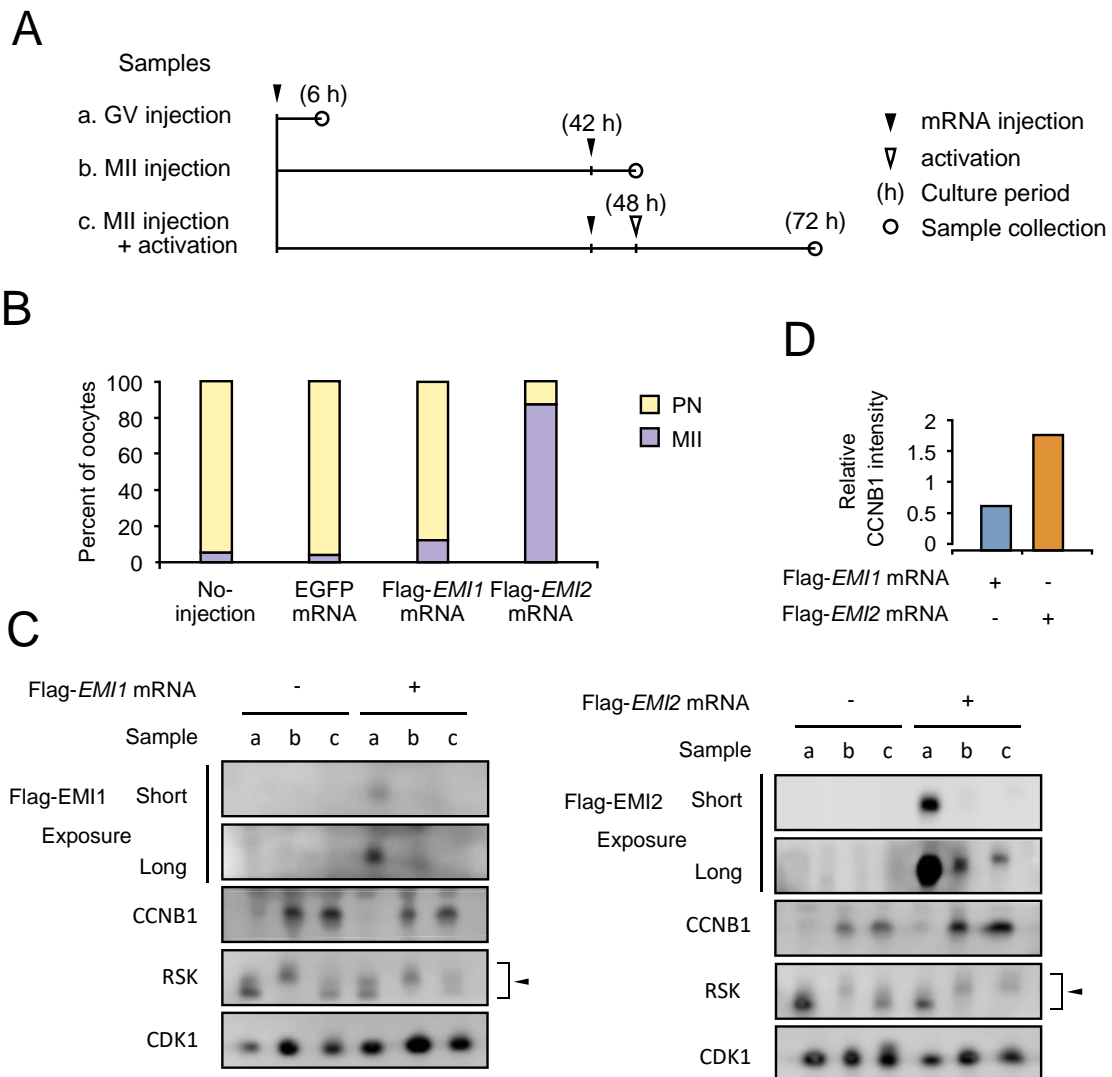 A
Samples
a. GV injection
(6 h)
b. MII injection
(42 h)
c. MII injection
+ activation
(48 h)
(72 h)
mRNA injection
activation
(h) Culture period
Sample collection
B
Percent of oocytes
100
80
60
40
20
0
No-
injection
EGFP
mRNA
Flag-EMI1
mRNA
Flag-EMI2
mRNA
PN
MII
D
Relative
CCNB1 intensity
2
1.5
1
0.5
0
Flag-EMI1 mRNA + -
Flag-EMI2 mRNA - +
C
Flag-EMI1 mRNA - +
Sample a b c a b c
Flag-EMI1 Short
Exposure
Long
CCNB1
RSK
CDK1
Flag-EMI2 mRNA - +
Sample a b c a b c
Flag-EMI2 Short
Exposure
Long
CCNB1
RSK
CDK1